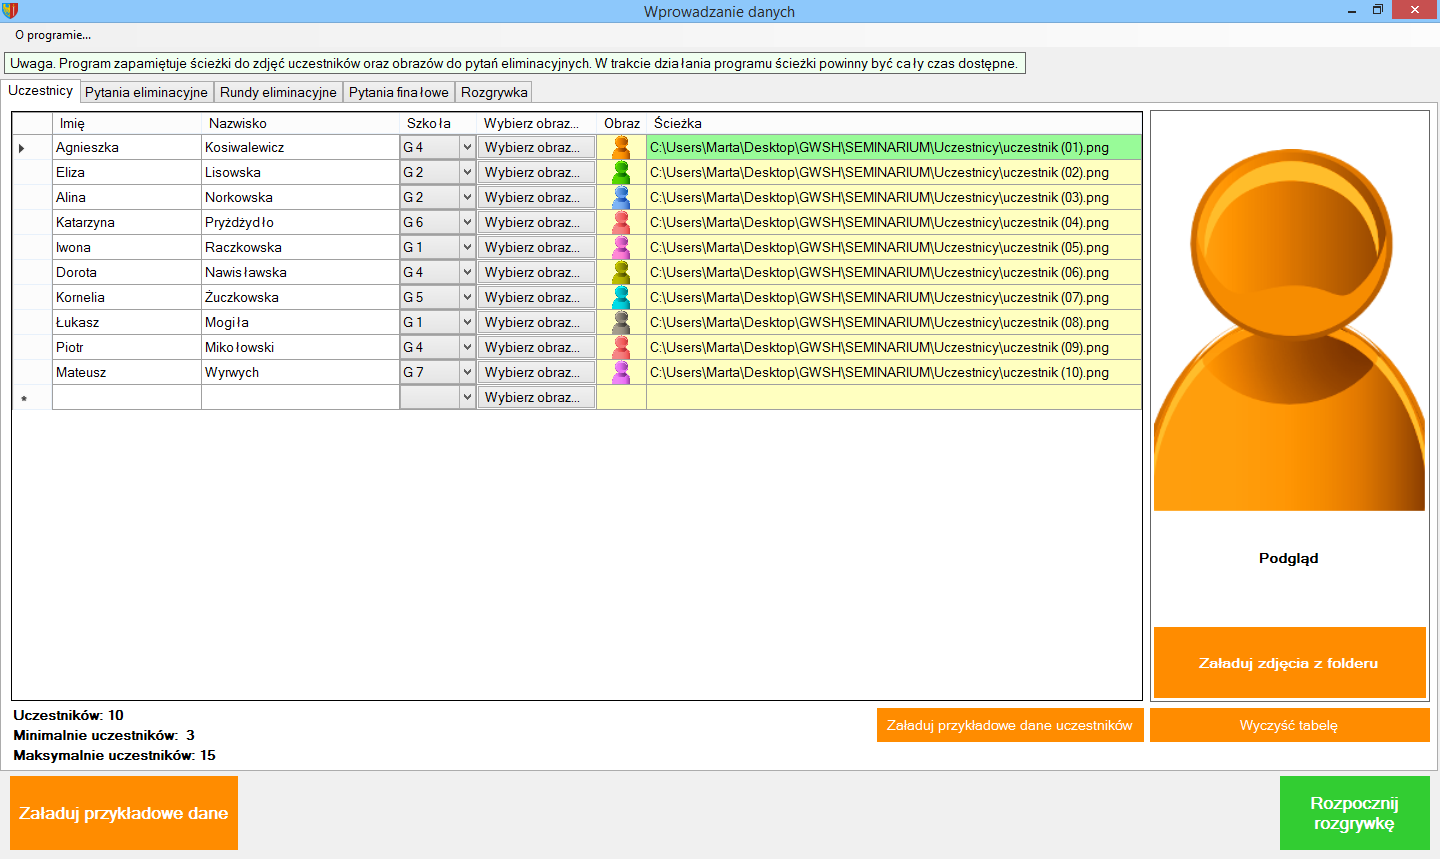 Wprowadzanie danych
O programie...
Uwaga. Program zapamiętuje ścieżki do zdjęć uczestników oraz obrazów do pytań eliminacyjnych. W trakcie działania programu ścieżki powinny być cały czas dostępne.
Uczestnicy Pytania eliminacyjne Rundy eliminacyjne Pytania finałowe Rozgrywka
Imię Nazwisko Szkoła Wybierz obraz... Obraz Ścieżka
Agnieszka Kosiwalewicz G 4 Wybierz obraz... C:\Users\Marta\Desktop\GWSH\SEMINARIUM\Uczestnicy\uczestnik (01).png
Eliza Lisowska G 2 Wybierz obraz... C:\Users\Marta\Desktop\GWSH\SEMINARIUM\Uczestnicy\uczestnik (02).png
Alina Norkowska G 2 Wybierz obraz... C:\Users\Marta\Desktop\GWSH\SEMINARIUM\Uczestnicy\uczestnik (03).png
Katarzyna Pryżdżydło G 6 Wybierz obraz... C:\Users\Marta\Desktop\GWSH\SEMINARIUM\Uczestnicy\uczestnik (04).png
Iwona Raczkowska G 1 Wybierz obraz... C:\Users\Marta\Desktop\GWSH\SEMINARIUM\Uczestnicy\uczestnik (05).png
Dorota Nawisławska G 4 Wybierz obraz... C:\Users\Marta\Desktop\GWSH\SEMINARIUM\Uczestnicy\uczestnik (06).png
Kornelia Żuczkowska G 5 Wybierz obraz... C:\Users\Marta\Desktop\GWSH\SEMINARIUM\Uczestnicy\uczestnik (07).png
Łukasz Mogiła G 1 Wybierz obraz... C:\Users\Marta\Desktop\GWSH\SEMINARIUM\Uczestnicy\uczestnik (08).png
Piotr Mikołowski G 4 Wybierz obraz... C:\Users\Marta\Desktop\GWSH\SEMINARIUM\Uczestnicy\uczestnik (09).png
Mateusz Wyrwych G 7 Wybierz obraz... C:\Users\Marta\Desktop\GWSH\SEMINARIUM\Uczestnicy\uczestnik (10).png
Wybierz obraz...
Podgląd
Załaduj zdjęcia z folderu
Uczestników: 10
Minimalnie uczestników: 3
Maksymalnie uczestników: 15
Załaduj przykładowe dane uczestników
Wyczyść tabelę
Załaduj przykładowe dane
Rozpocznij
rozgrywkę